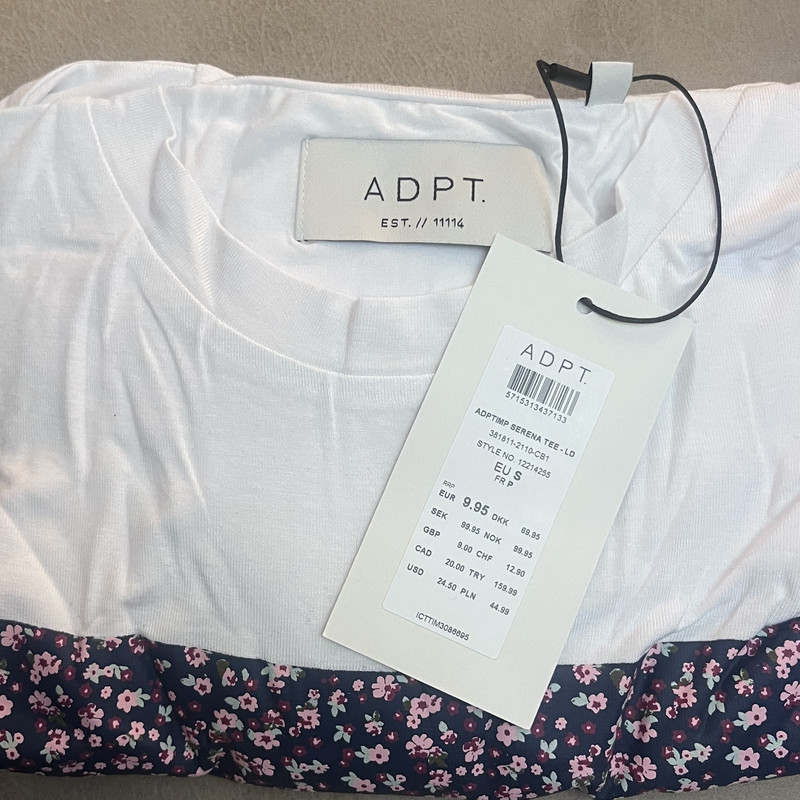 ADPT.
EST. // 11114
ADPT.
5715313437133
ADPTIMP SERENA TEE - LD
381811-2110-CB1
STYLE NO. 12214255
EU S
FR P
RRP
EUR 9.95 DKK 69.95
SEK 99.95 NOK 99.95
GBP 9.00 CHF 12.90
CAD 20.00 TRY 159.99
USD 24.50 PLN 44.99
ICTTIM3086695